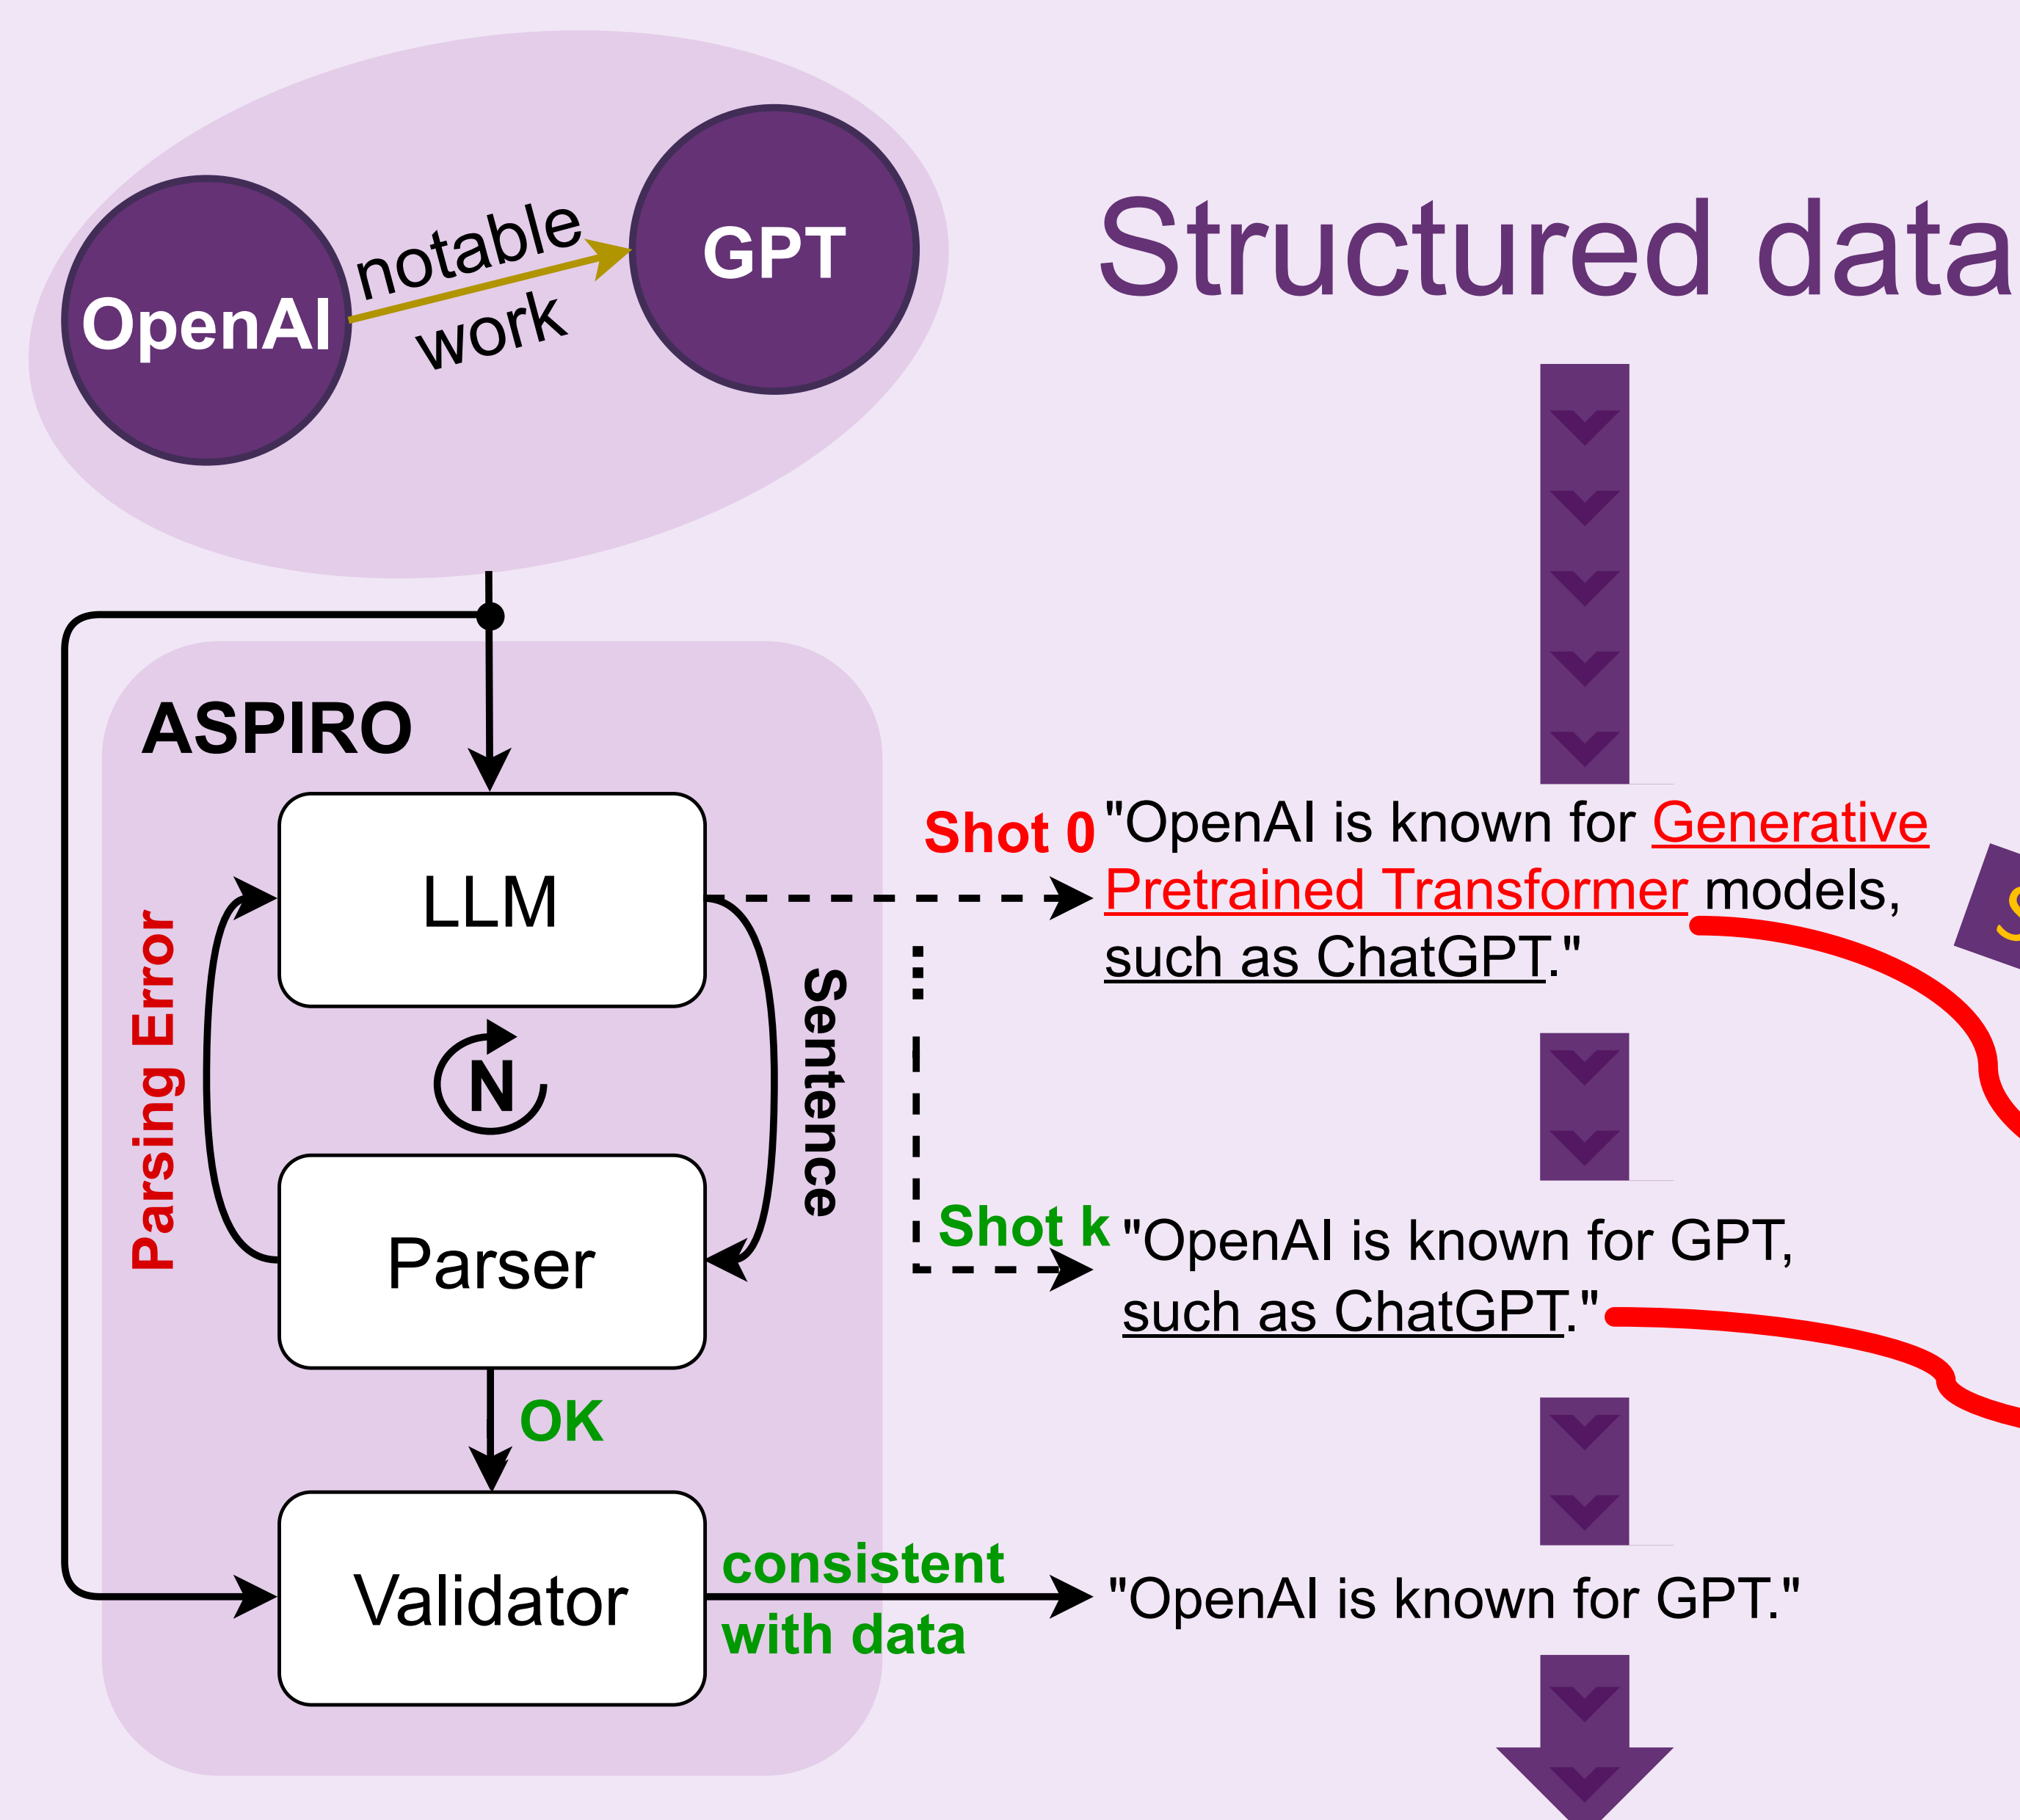 Structured data
OpenAI
notable
work
GPT
ASPIRO
LLM
Parsing Error
N
Sentence
Parser
OK
Validator
consistent
with data
Shot 0
"OpenAI is known for Generative
Pretrained Transformer models,
such as ChatGPT."
Shot k
"OpenAI is known for GPT,
such as ChatGPT."
"OpenAI is known for GPT."